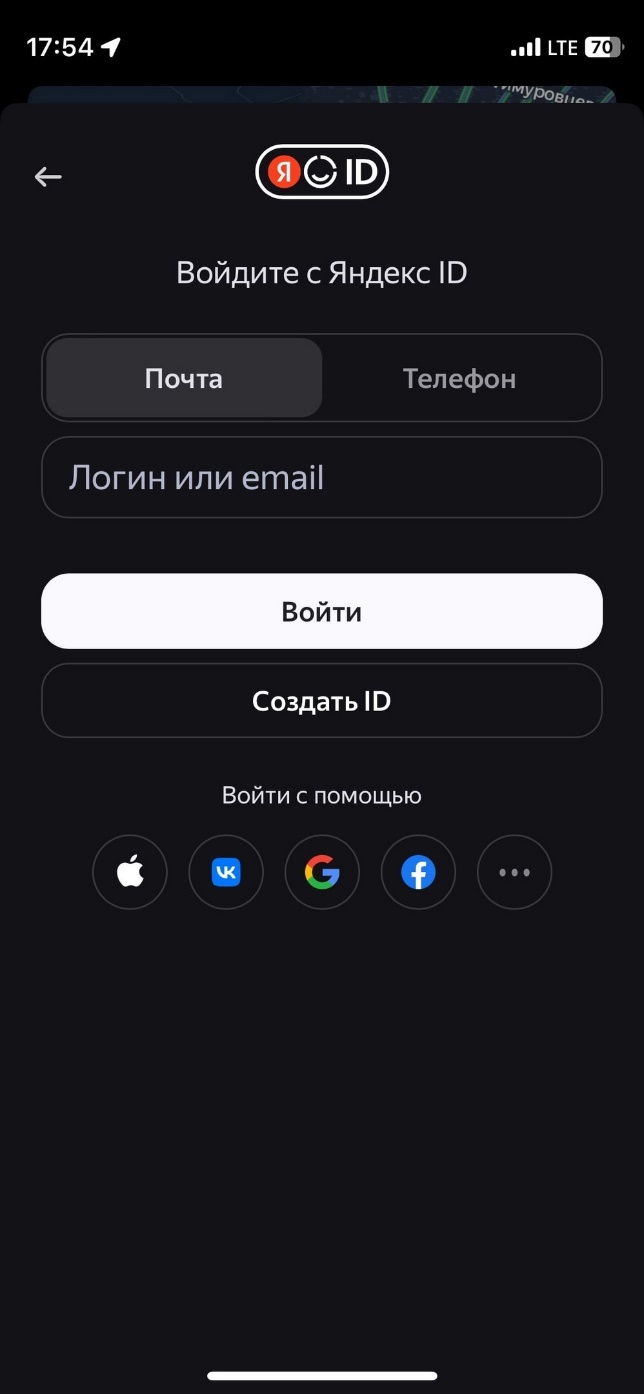 17:54 LTE 70
Я ID
Войдите с Яндекс ID
Почта Телефон
Логин или email
Войти
Создать ID
Войти с помощью